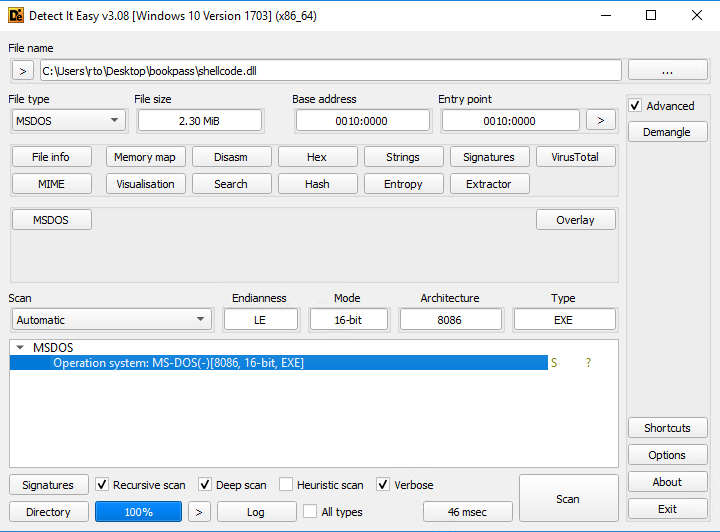 Detect It Easy v3.08 [Windows 10 Version 1703] (x86_64)
File name
> C:\Users\rto\Desktop\bookpass\shellcode.dll ...
File type File size Base address Entry point Advanced
MSDOS 2.30 MiB 0010:0000 0010:0000 >
Demangle
File info Memory map Disasm Hex Strings Signatures VirusTotal
MIME Visualisation Search Hash Entropy Extractor
MSDOS Overlay
Scan Endianness Mode Architecture Type
Automatic LE 16-bit 8086 EXE
MSDOS
Operation system: MS-DOS(-)[8086, 16-bit, EXE] S ?
Shortcuts
Options
About
Exit
Signatures Recursive scan Deep scan Heuristic scan Verbose
Directory 100% > Log All types 46 msec Scan